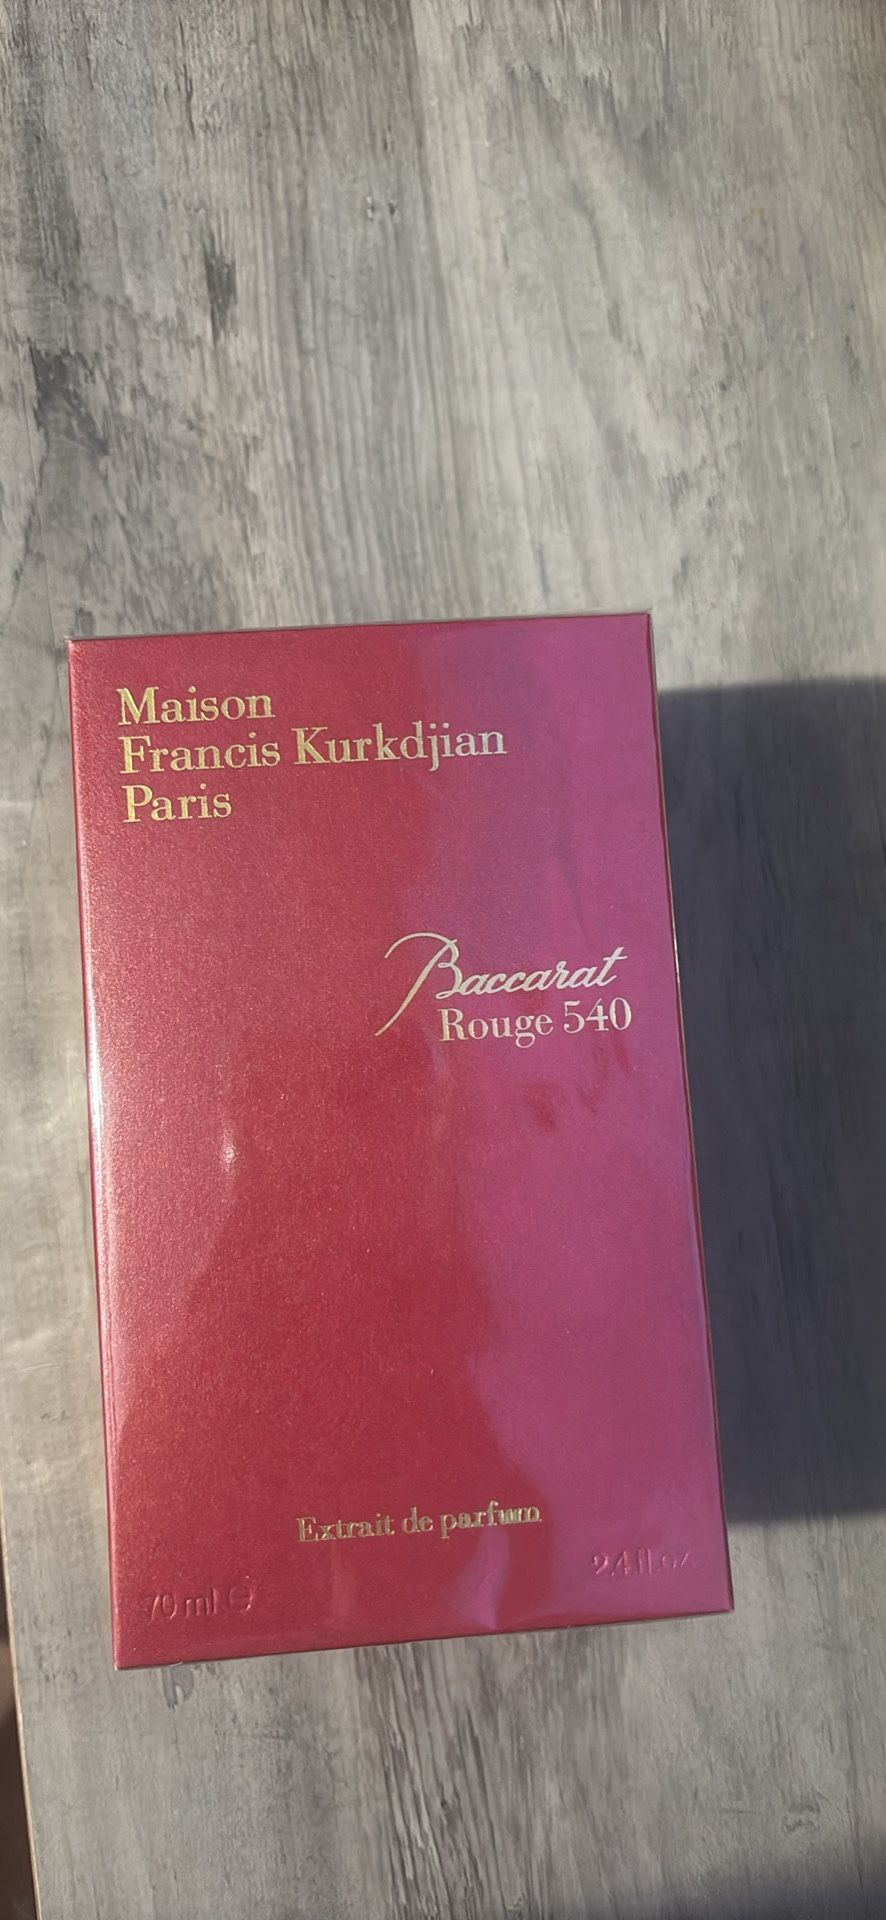 Maison
Francis Kurkdjian
Paris
Baccarat
Rouge 540
Extrait de parfum
70 ml ℮
2.4 fl.oz